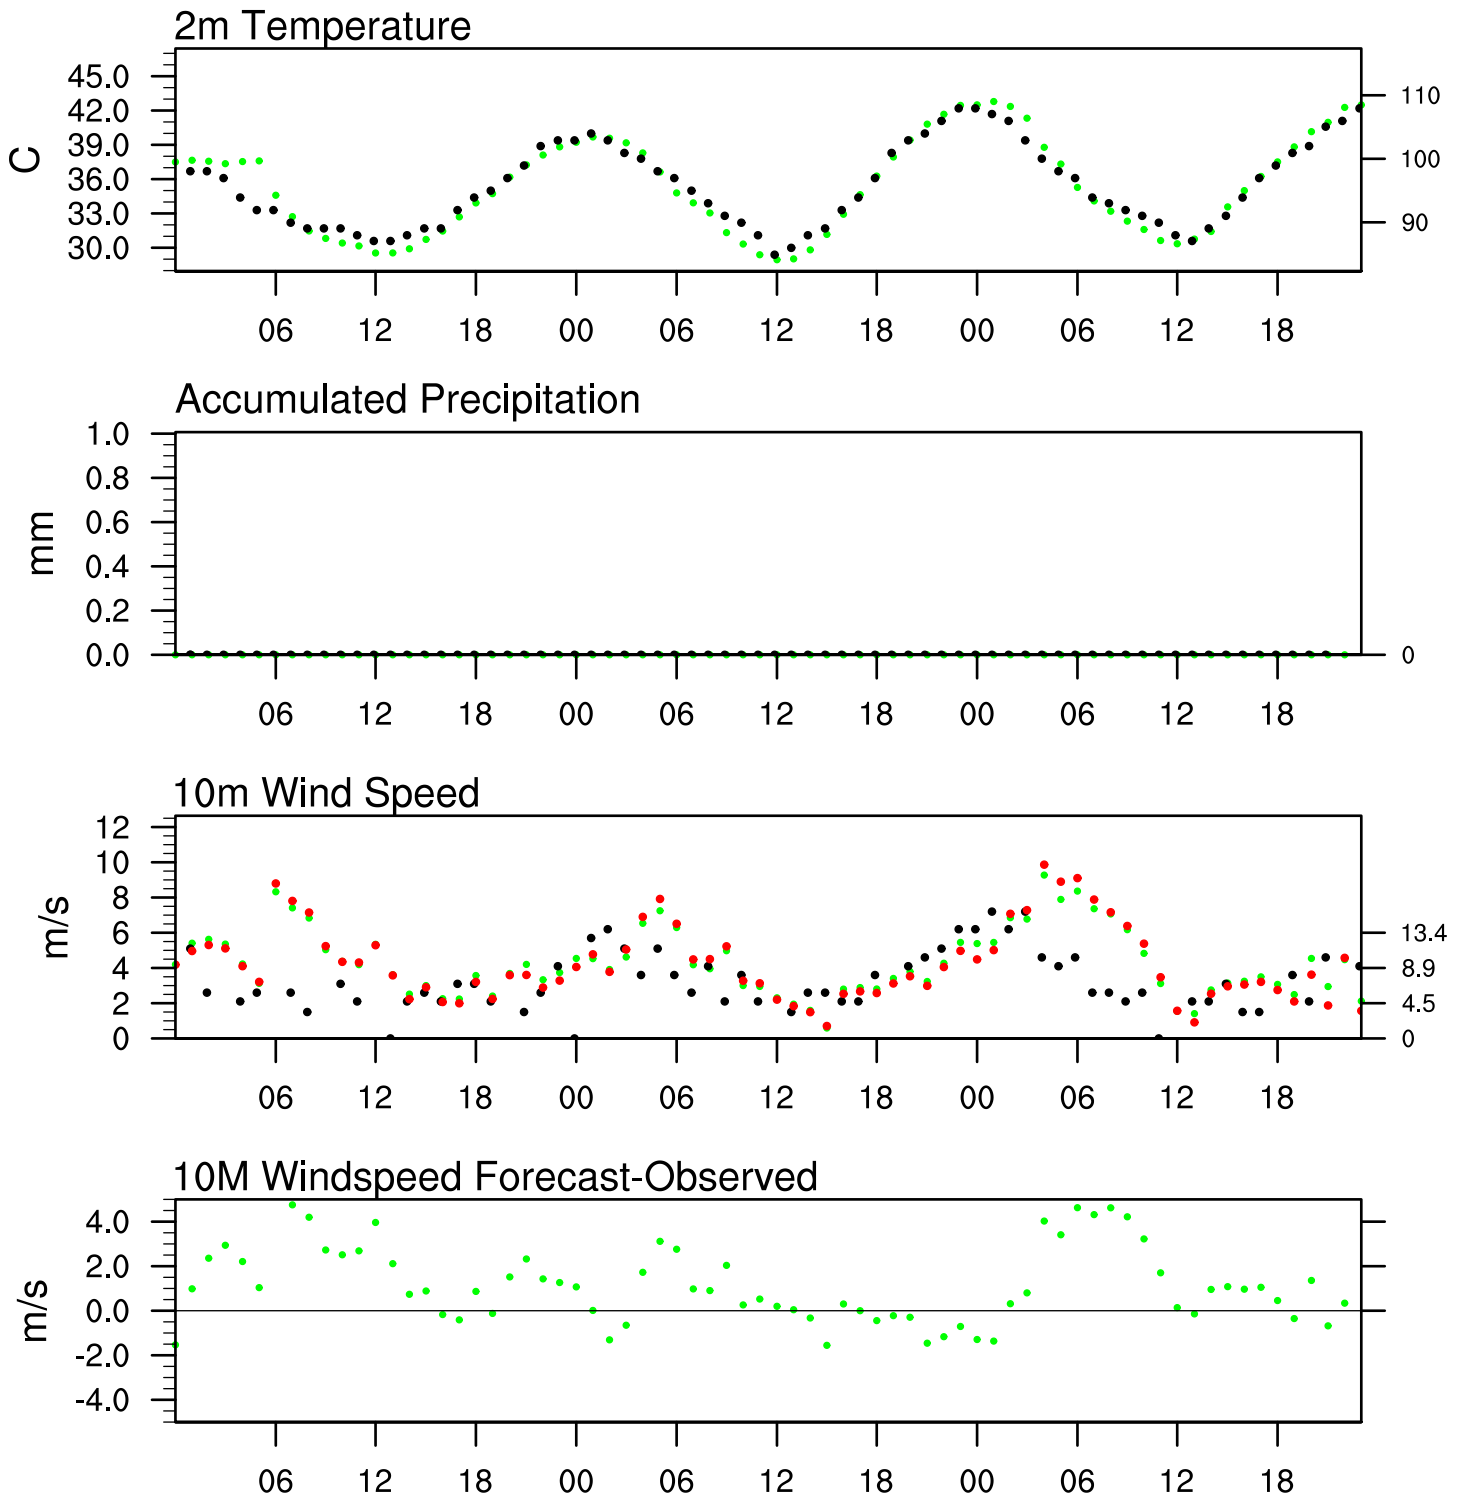 2m Temperature
45.0
42.0
39.0
36.0
33.0
30.0
C
110
100
90
06 12 18 00 06 12 18 00 06 12 18
Accumulated Precipitation
1.0
0.8
0.6
0.4
0.2
0.0
mm
0
06 12 18 00 06 12 18 00 06 12 18
10m Wind Speed
12
10
8
6
4
2
0
m/s
13.4
8.9
4.5
0
06 12 18 00 06 12 18 00 06 12 18
10M Windspeed Forecast-Observed
4.0
2.0
0.0
-2.0
-4.0
m/s
06 12 18 00 06 12 18 00 06 12 18